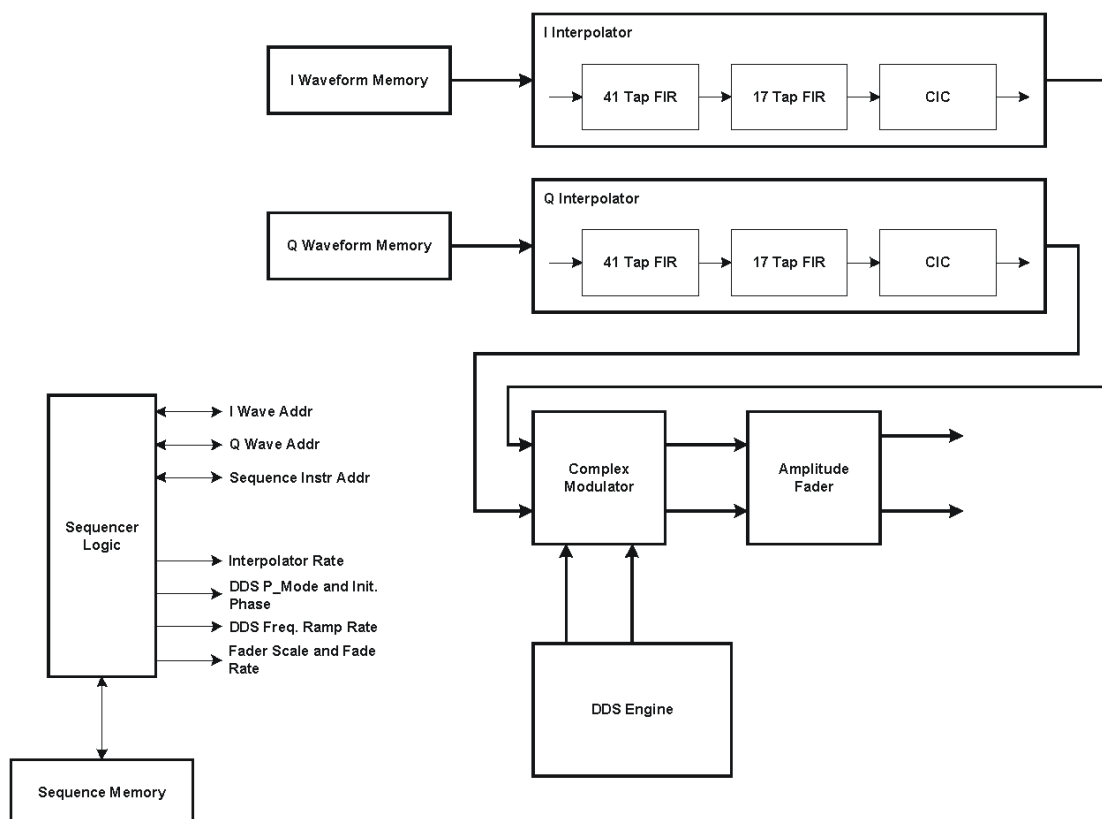 I Interpolator
I Waveform Memory
41 Tap FIR
17 Tap FIR
CIC
Q Interpolator
Q Waveform Memory
41 Tap FIR
17 Tap FIR
CIC
I Wave Addr
Q Wave Addr
Sequence Instr Addr
Sequencer
Logic
Interpolator Rate
DDS P_Mode and Init.
Phase
DDS Freq. Ramp Rate
Fader Scale and Fade
Rate
Complex
Modulator
Amplitude
Fader
DDS Engine
Sequence Memory